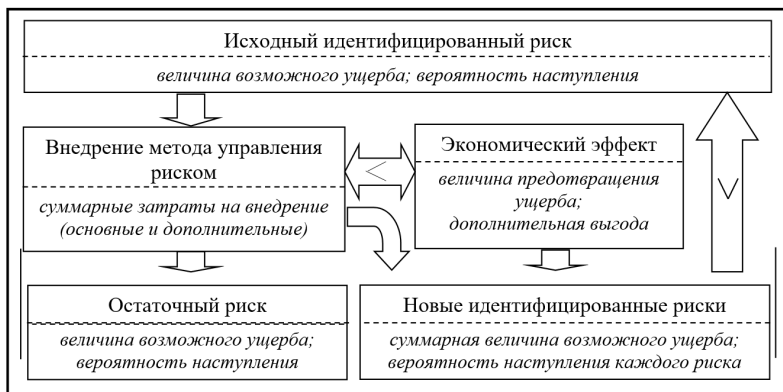 Исходный идентифицированный риск
величина возможного ущерба; вероятность наступления
Внедрение метода управления
риском
суммарные затраты на внедрение
(основные и дополнительные)
<
Экономический эффект
величина предотвращения
ущерба;
дополнительная выгода
Остаточный риск
величина возможного ущерба;
вероятность наступления
Новые идентифицированные риски
суммарная величина возможного ущерба;
вероятность наступления каждого риска